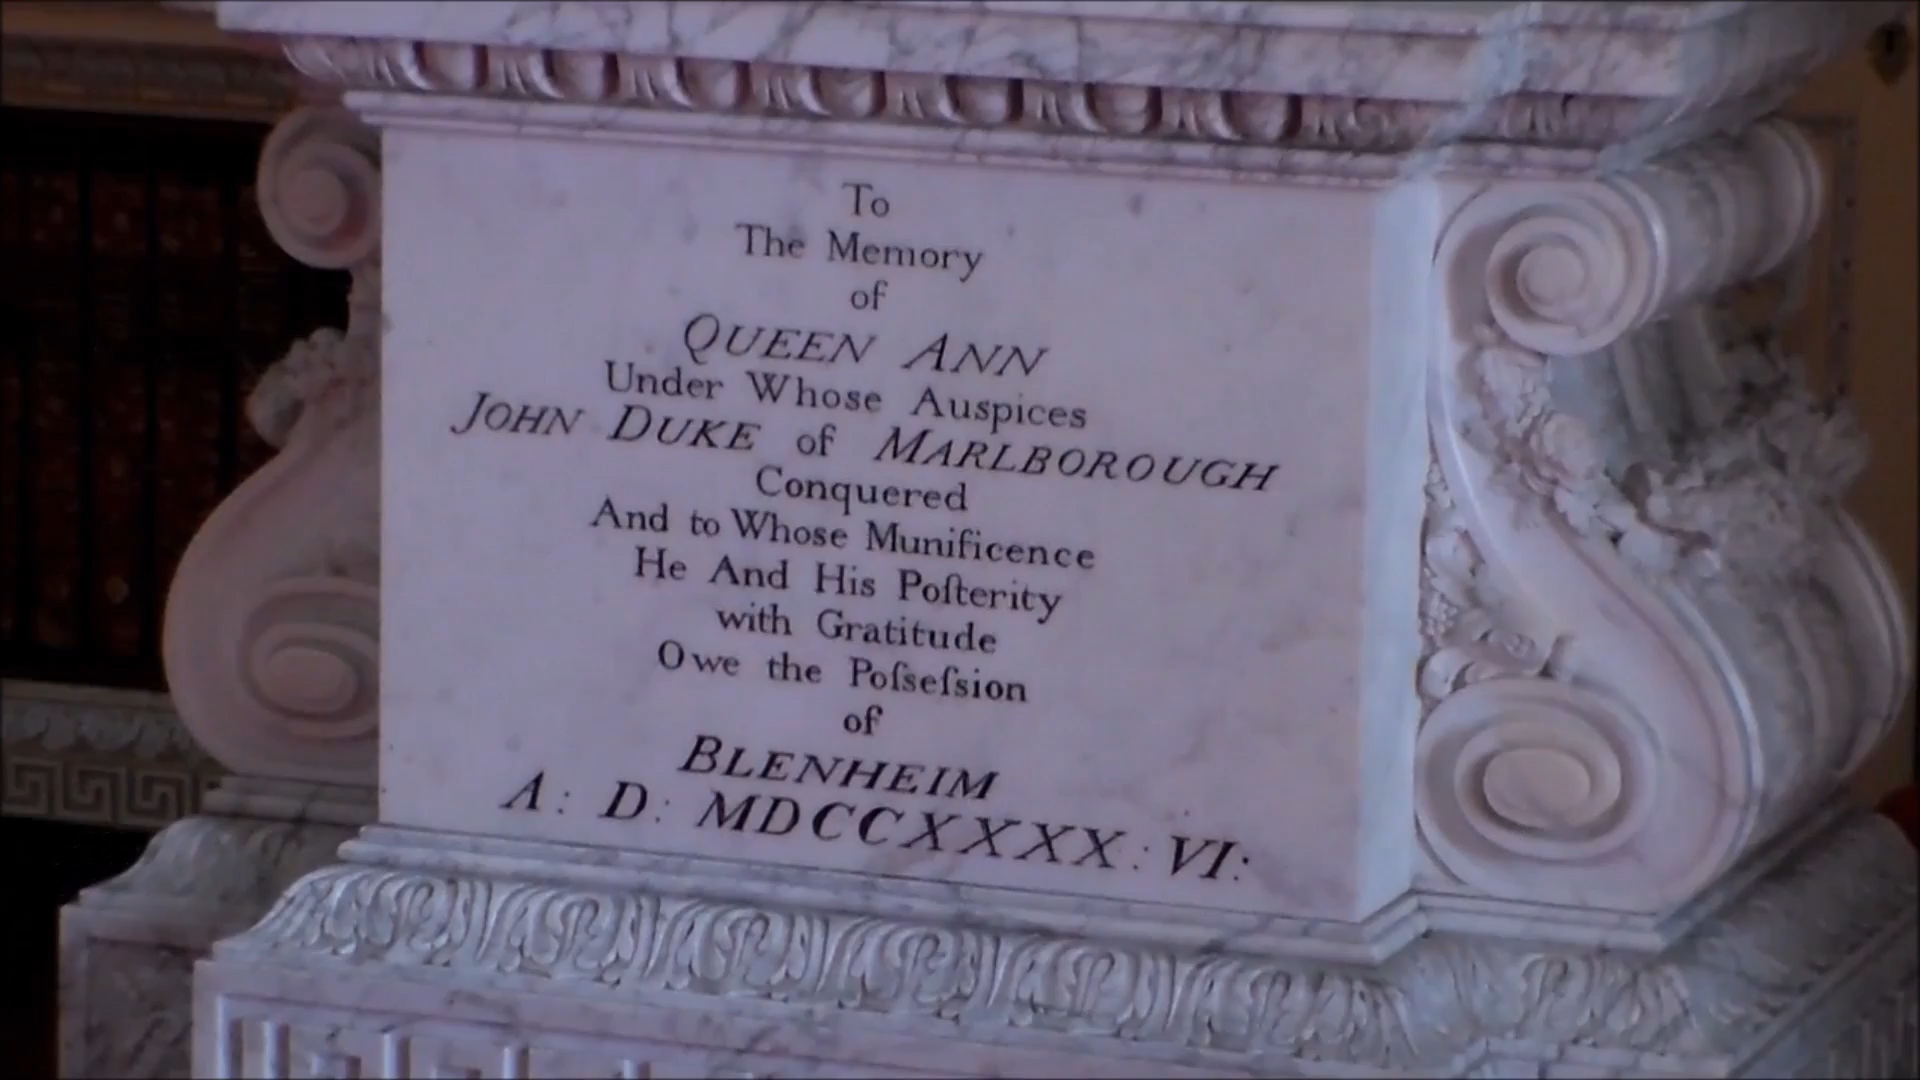 To
The Memory
of
QUEEN ANN
Under Whose Auspices
JOHN DUKE of MARLBOROUGH
Conquered
And to Whose Munificence
He And His Poſterity
with Gratitude
Owe the Poſseſsion
of
BLENHEIM
A: D: MDCCXXXX:VI: